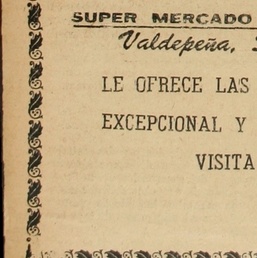 SUPER MERCADO
Valdepeña,
LE OFRECE LAS
EXCEPCIONAL Y
VISITA